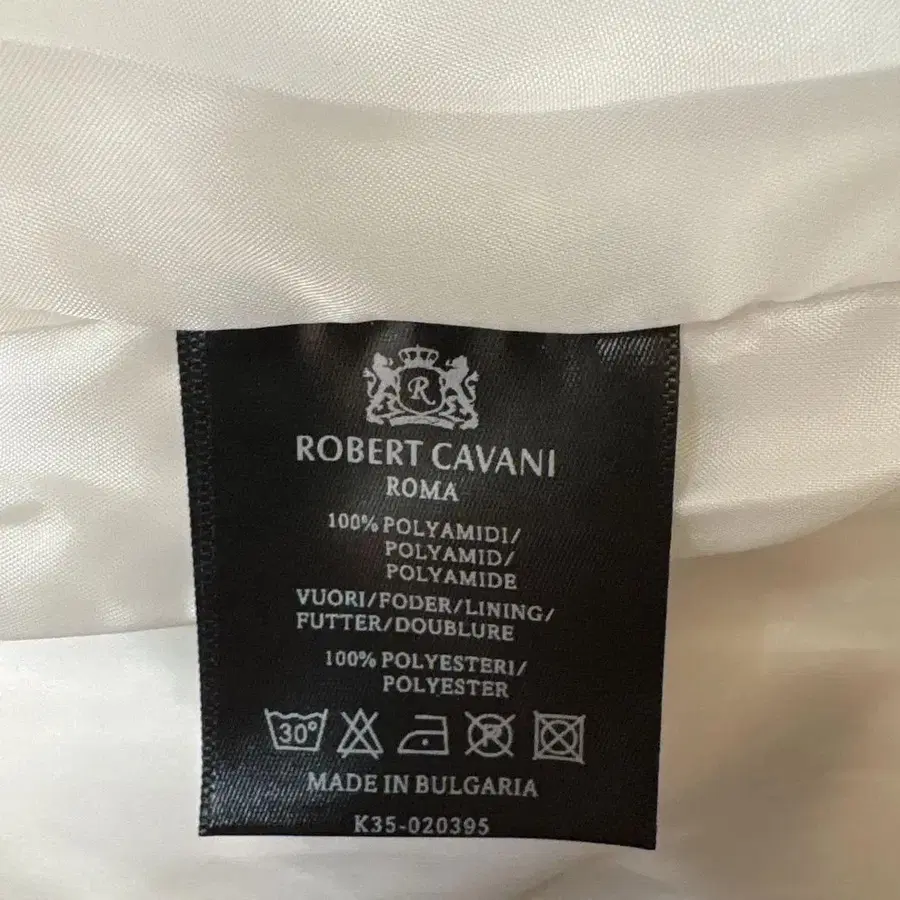 R
ROBERT CAVANI
ROMA
100% POLYAMIDI/
POLYAMID/
POLYAMIDE
VUORI/FODER/LINING/
FUTTER/DOUBLURE
100% POLYESTERI/
POLYESTER
30° R
MADE IN BULGARIA
K35-020395